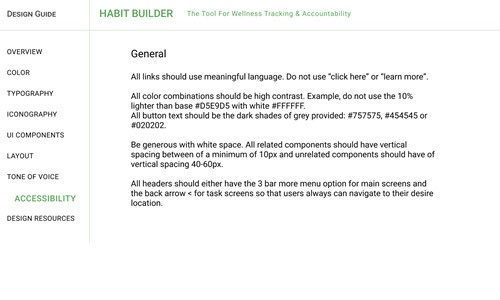 DESIGN GUIDE
HABIT BUILDER
The Tool For Wellness Tracking & Accountability
OVERVIEW
COLOR
TYPOGRAPHY
ICONOGRAPHY
UI COMPONENTS
LAYOUT
TONE OF VOICE
ACCESSIBILITY
DESIGN RESOURCES
General
All links should use meaningful language. Do not use “click here” or “learn more”.
All color combinations should be high contrast. Example, do not use the 10%
lighter than base #D5E9D5 with white #FFFFFF.
All button text should be the dark shades of grey provided: #757575, #454545 or
#020202.
Be generous with white space. All related components should have vertical
spacing between of a minimum of 10px and unrelated components should have of
vertical spacing 40-60px.
All headers should either have the 3 bar more menu option for main screens and
the back arrow < for task screens so that users always can navigate to their desire
location.